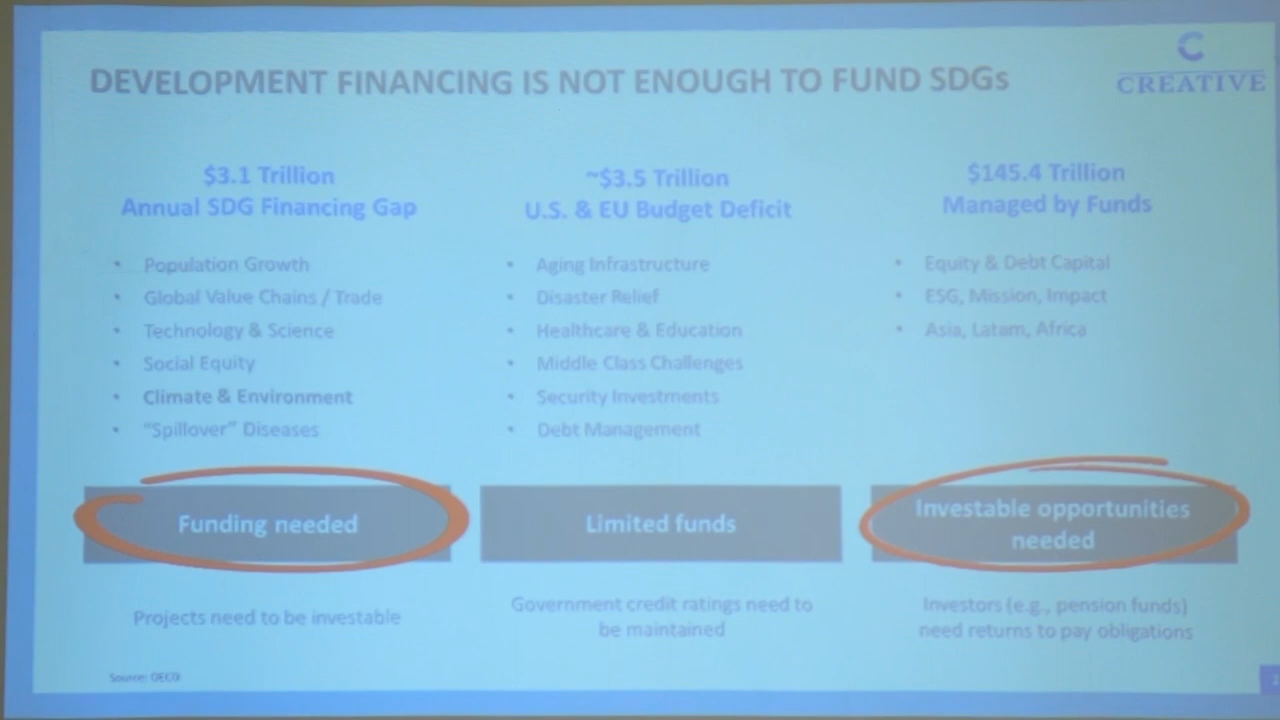 DEVELOPMENT FINANCING IS NOT ENOUGH TO FUND SDGs
C
CREATIVE
$3.1 Trillion
Annual SDG Financing Gap
• Population Growth
• Global Value Chains / Trade
• Technology & Science
• Social Equity
• Climate & Environment
• “Spillover” Diseases
Funding needed
Projects need to be investable
~$3.5 Trillion
U.S. & EU Budget Deficit
• Aging Infrastructure
• Disaster Relief
• Healthcare & Education
• Middle Class Challenges
• Security Investments
• Debt Management
Limited funds
Government credit ratings need to
be maintained
$145.4 Trillion
Managed by Funds
• Equity & Debt Capital
• ESG, Mission, Impact
• Asia, Latam, Africa
Investable opportunities
needed
Investors (e.g., pension funds)
need returns to pay obligations
Source: OECD